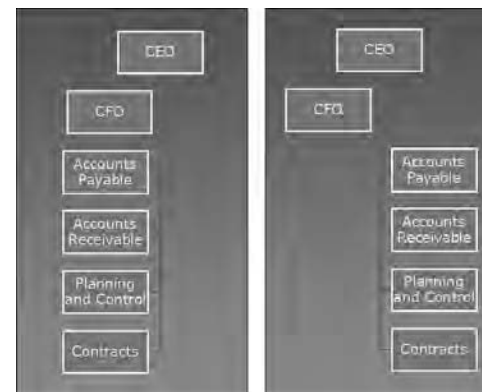 CEO
CFO
Accounts
Payable
Accounts
Receivable
Planning
and Control
Contracts
CEO
CFO
Accounts
Payable
Accounts
Receivable
Planning
and Control
Contracts